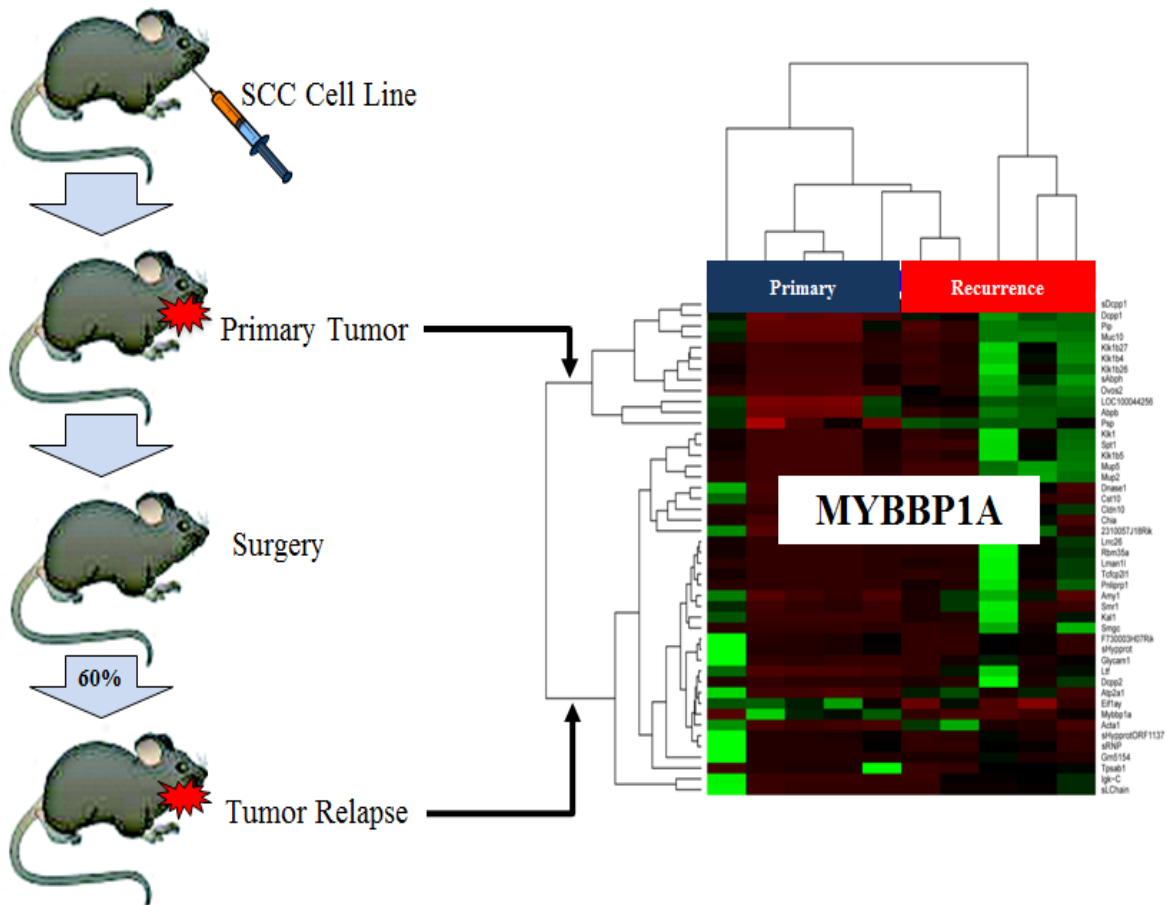 SCC Cell Line
Primary Tumor
Surgery
60%
Tumor Relapse
Primary
Recurrence
MYBBP1A
sDcpp1
Dcpp1
Pip
Muc10
Klk1b27
Klk1b4
Klk1b26
sAbph
Ovos2
LOC100044256
Abpb
Psp
Klk1
Spt1
Klk1b5
Mup5
Mup2
Dnase1
Cst10
Cldn10
Chia
2310057J18Rik
Lrrc26
Rbm35a
Lman1l
Tcfcp2l1
Pnliprp1
Amy1
Smr1
Kal1
Smgc
F730003H07Rik
sHypprot
Glycam1
Ltf
Dcpp2
Atp2a1
Eif1ay
Mybbp1a
Acta1
sHypprotORF1137
sRNP
Gm5154
Tpsab1
Igk-C
sLChain